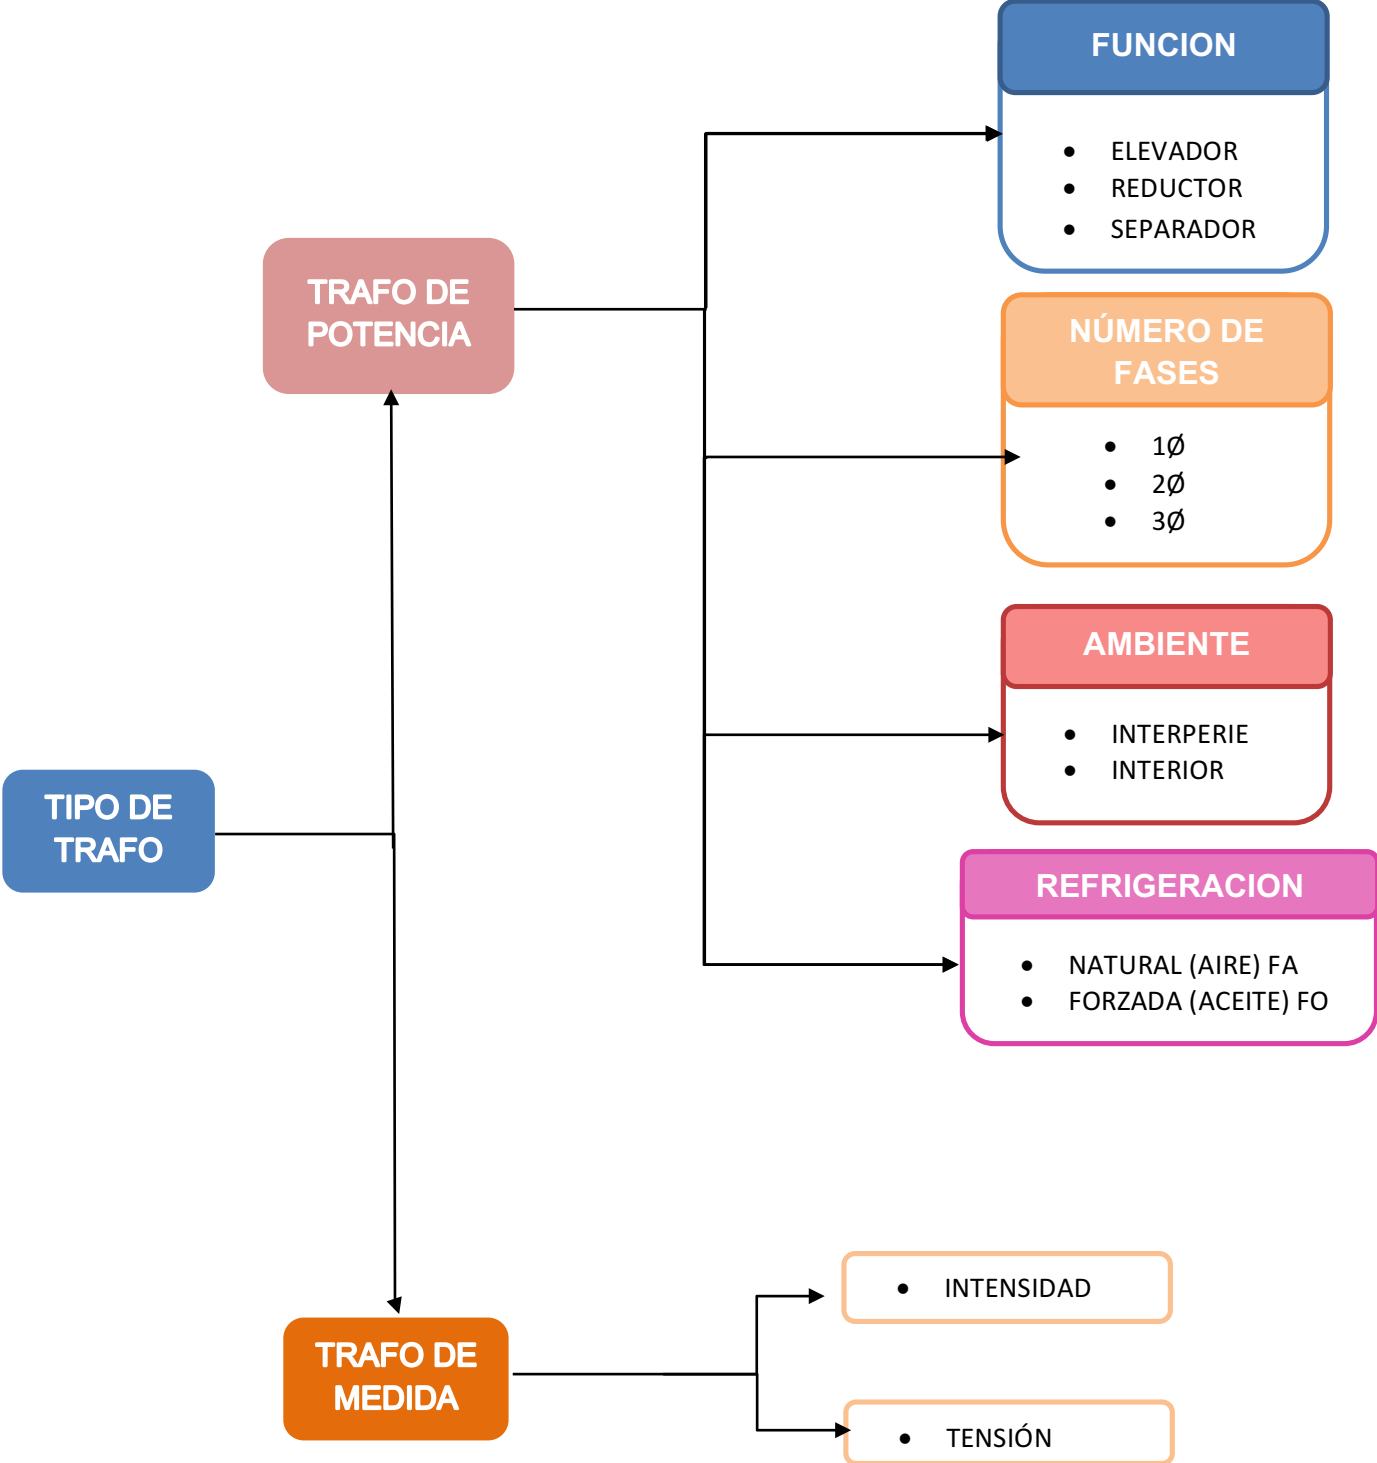 FUNCION
• ELEVADOR
• REDUCTOR
• SEPARADOR
TRAFO DE
POTENCIA
NÚMERO DE
FASES
• 1Ø
• 2Ø
• 3Ø
AMBIENTE
• INTERPERIE
• INTERIOR
TIPO DE
TRAFO
REFRIGERACION
• NATURAL (AIRE) FA
• FORZADA (ACEITE) FO
TRAFO DE
MEDIDA
• INTENSIDAD
• TENSIÓN